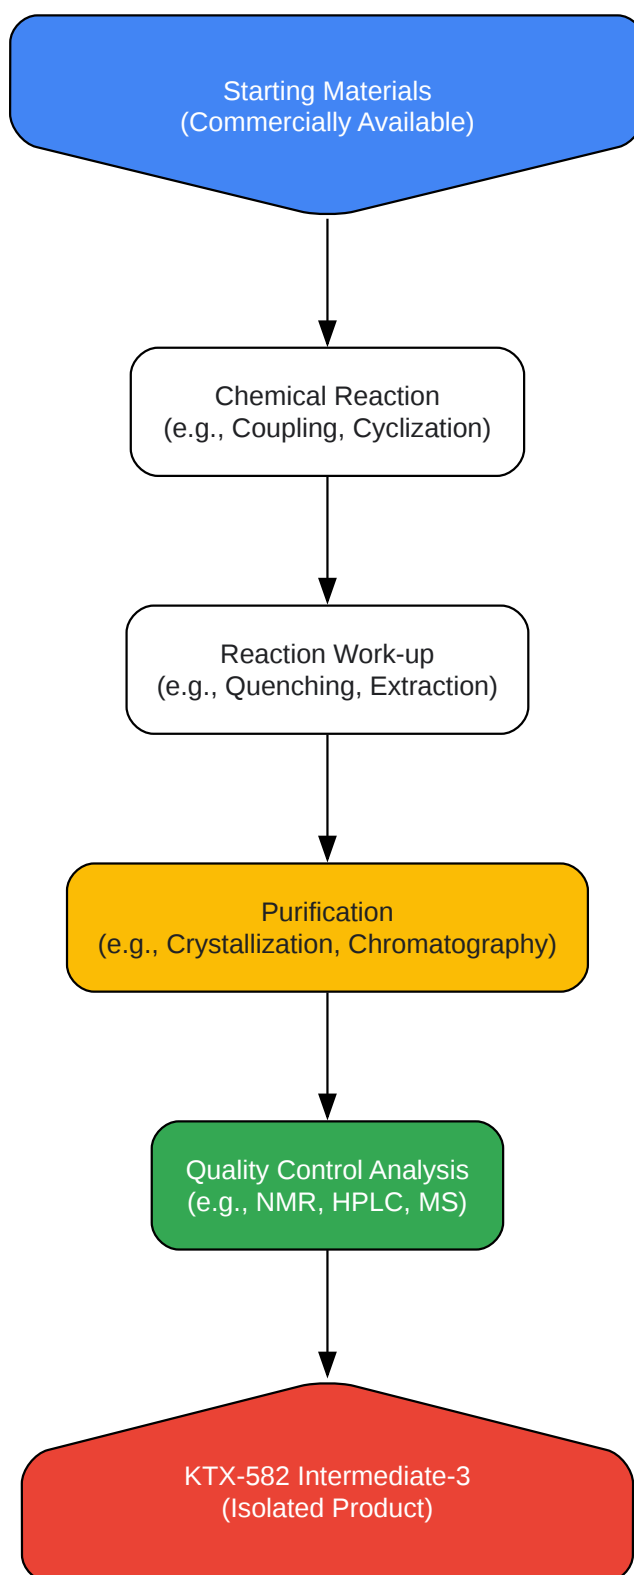 Starting Materials
(Commercially Available)
Chemical Reaction
(e.g., Coupling, Cyclization)
Reaction Work-up
(e.g., Quenching, Extraction)
Purification
(e.g., Crystallization, Chromatography)
Quality Control Analysis
(e.g., NMR, HPLC, MS)
KTX-582 Intermediate-3
(Isolated Product)